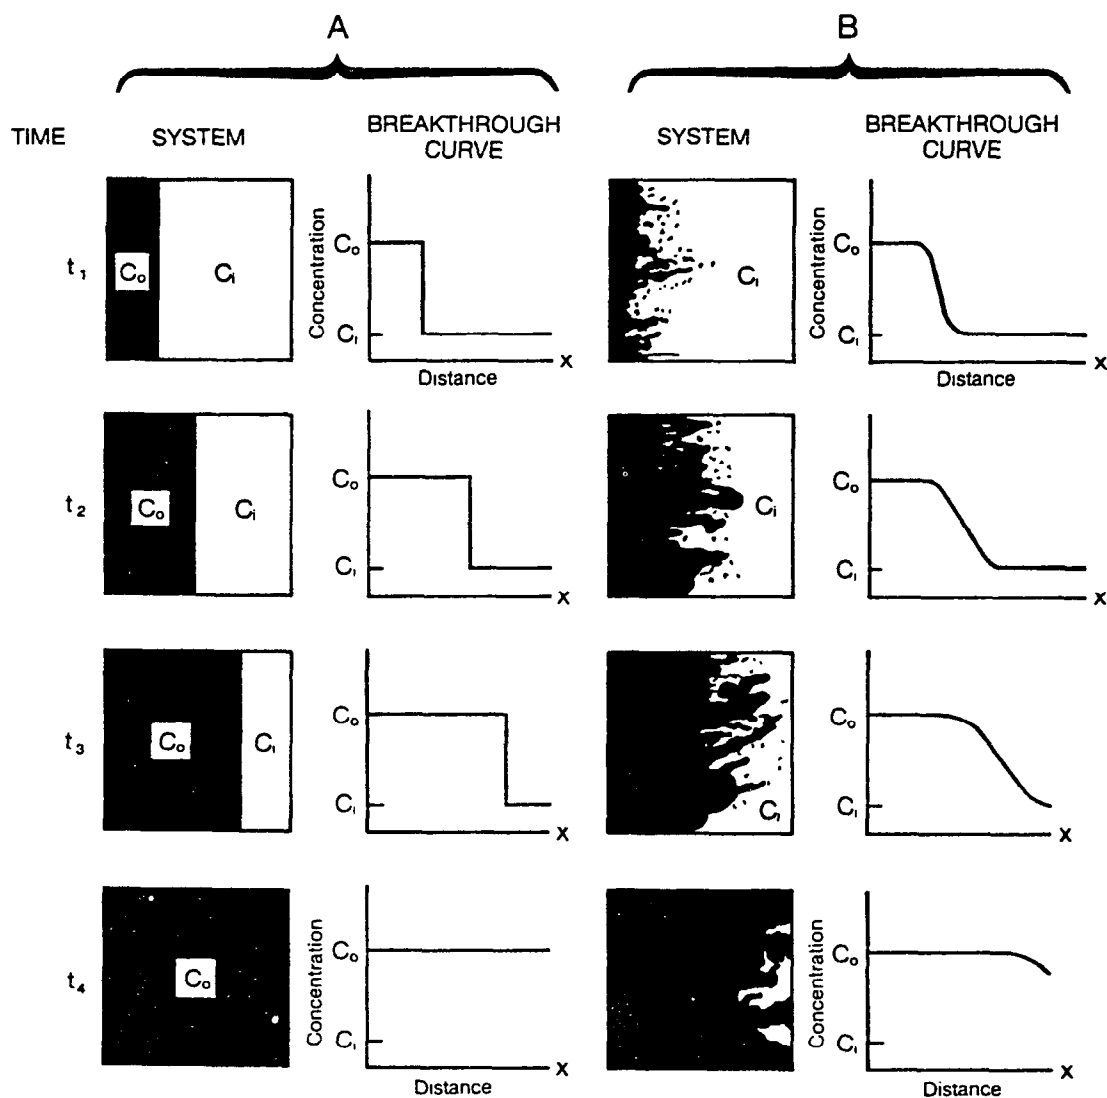 A
B
TIME
SYSTEM
BREAKTHROUGH
CURVE
SYSTEM
BREAKTHROUGH
CURVE
t₁
Cₒ
Cᵢ
Concentration
Cₒ
Cᵢ
x
Distance
Cᵢ
Concentration
Cₒ
Cᵢ
x
Distance
t₂
Cₒ
Cᵢ
Cₒ
Cᵢ
x
Cᵢ
Cₒ
Cᵢ
x
t₃
Cₒ
Cᵢ
Cₒ
Cᵢ
x
Cᵢ
Cₒ
Cᵢ
x
t₄
Cₒ
Concentration
Cₒ
Cᵢ
x
Distance
Concentration
Cₒ
Cᵢ
x
Distance